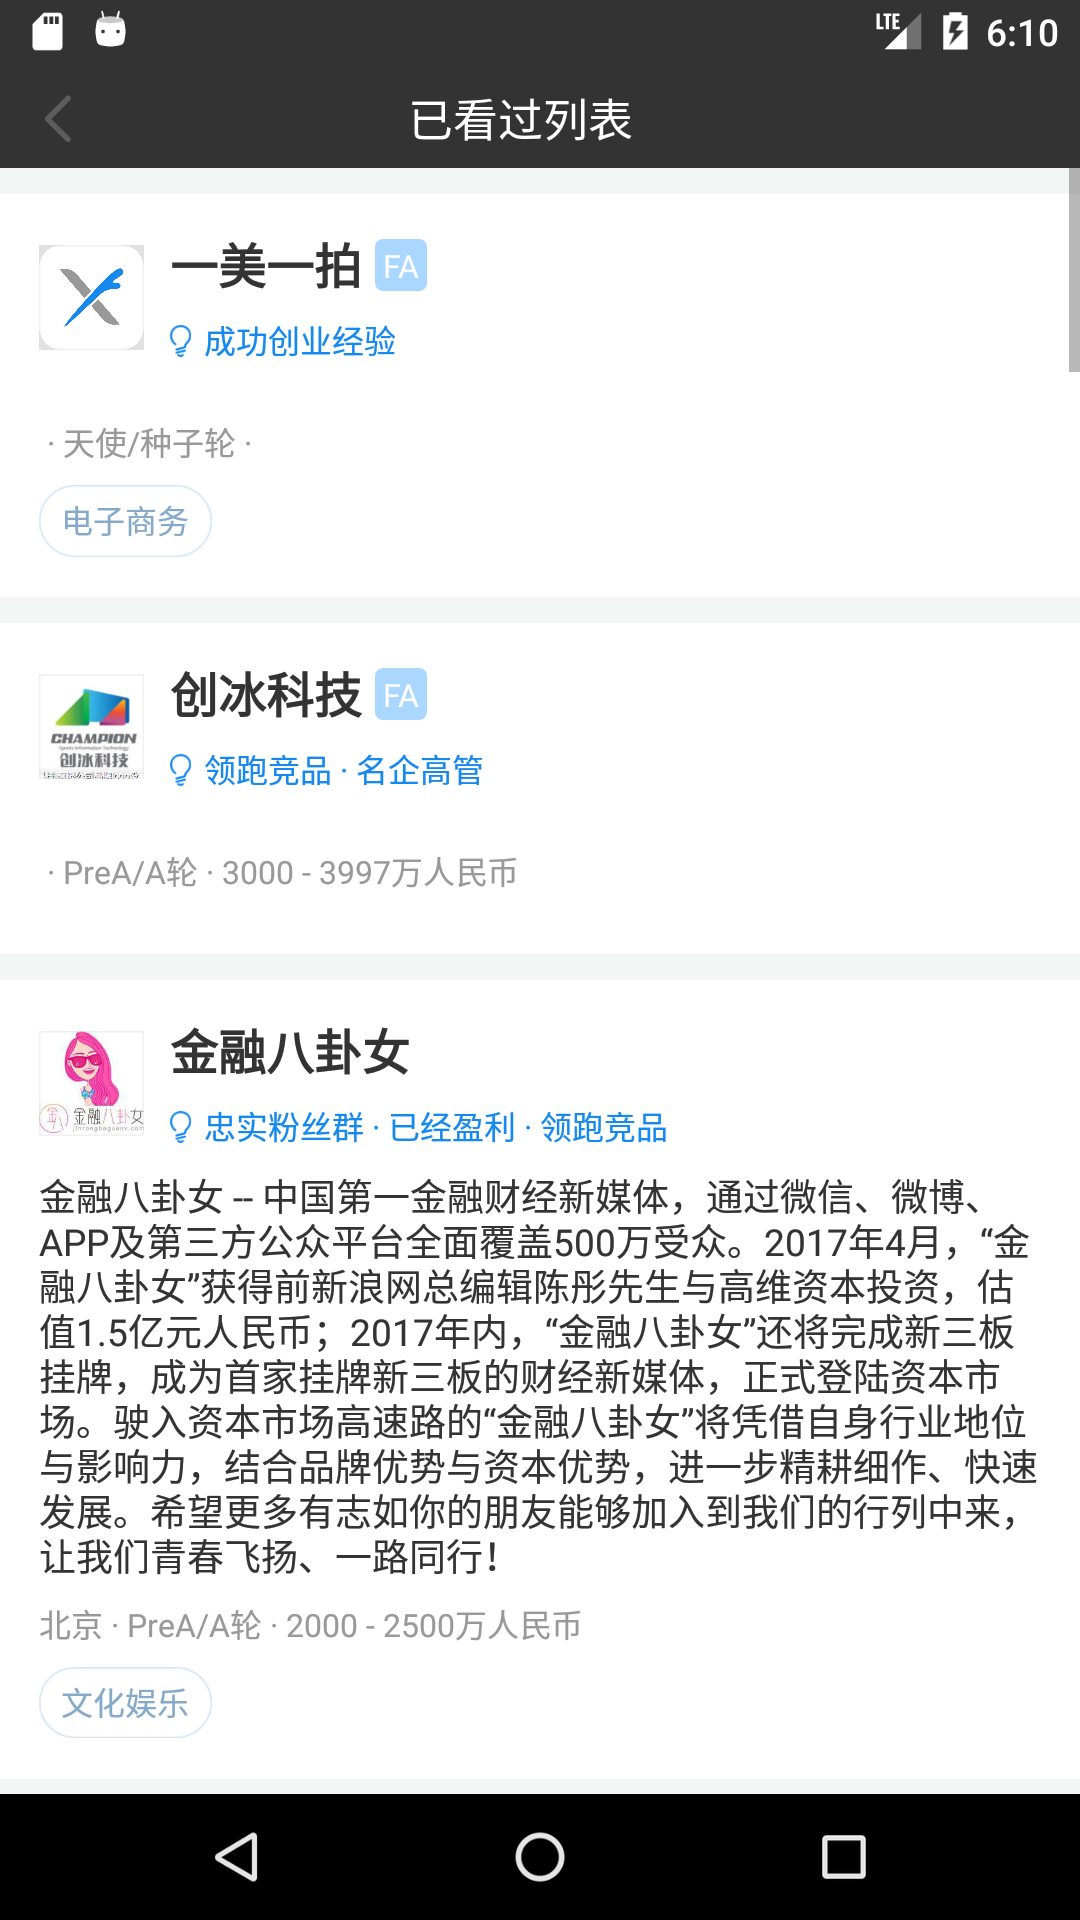 LTE 6:10
已看过列表
一美一拍 FA
成功创业经验
· 天使/种子轮 ·
电子商务
创冰科技 FA
CHAMPION
Sports Information Technology
创冰科技
领跑竞品 · 名企高管
· PreA/A轮 · 3000 - 3997万人民币
金融八卦女
金融八卦女
jinrongbaguanv.com
忠实粉丝群 · 已经盈利 · 领跑竞品
金融八卦女 -- 中国第一金融财经新媒体，通过微信、微博、
APP及第三方公众平台全面覆盖500万受众。2017年4月，“金
融八卦女”获得前新浪网总编辑陈彤先生与高维资本投资，估
值1.5亿元人民币；2017年内，“金融八卦女”还将完成新三板
挂牌，成为首家挂牌新三板的财经新媒体，正式登陆资本市
场。驶入资本市场高速路的“金融八卦女”将凭借自身行业地位
与影响力，结合品牌优势与资本优势，进一步精耕细作、快速
发展。希望更多有志如你的朋友能够加入到我们的行列中来，
让我们青春飞扬、一路同行！
北京 · PreA/A轮 · 2000 - 2500万人民币
文化娱乐